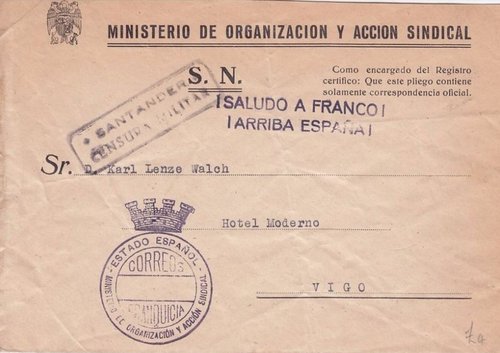 MINISTERIO DE ORGANIZACION Y ACCION SINDICAL
S. N.
Como encargado del Registro
certifico: Que este pliego contiene
solamente correspondencia oficial.
* SANTANDER *
CENSURA MILITAR
¡SALUDO A FRANCO!
¡ARRIBA ESPAÑA!
Sr. D. Karl Lenze Walch
Hotel Moderno
VIGO
- ESTADO ESPAÑOL -
CORREOS
FRANQUICIA
MINISTERIO DE ORGANIZACIÓN Y ACCIÓN SINDICAL